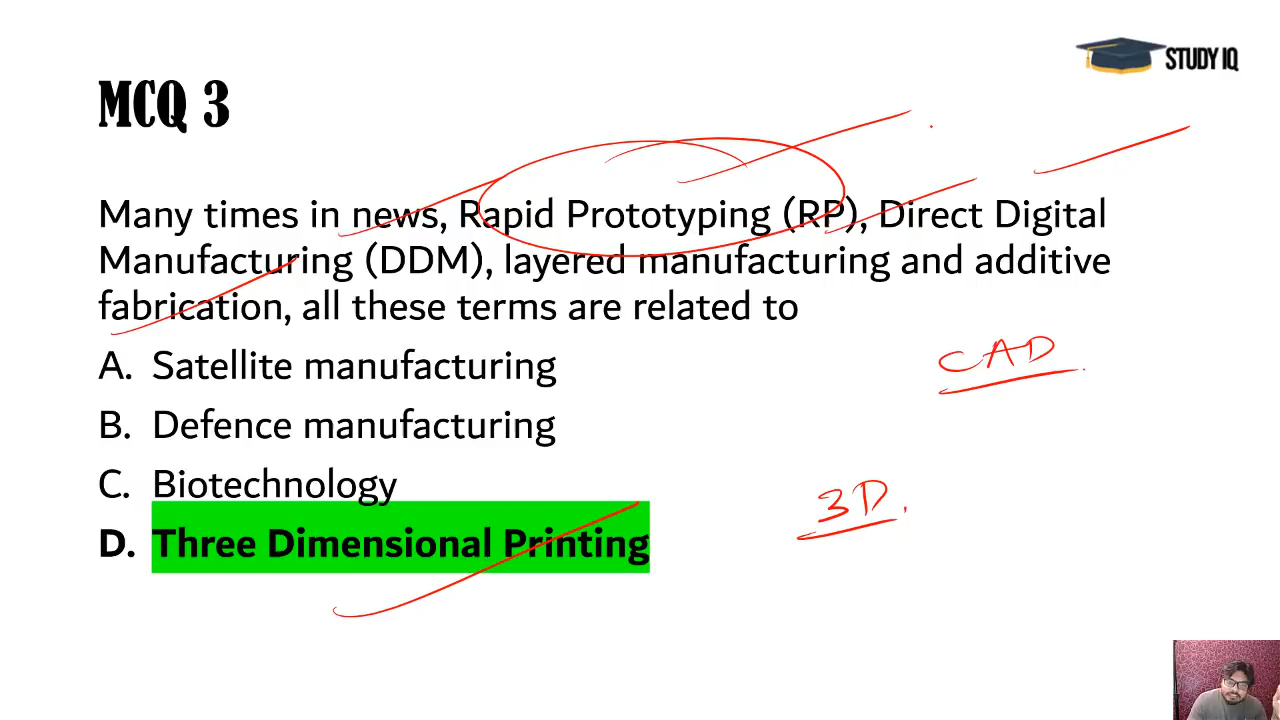 STUDY IQ
MCQ 3
Many times in news, Rapid Prototyping (RP), Direct Digital
Manufacturing (DDM), layered manufacturing and additive
fabrication, all these terms are related to
A. Satellite manufacturing
CAD
B. Defence manufacturing
C. Biotechnology
3D
D. Three Dimensional Printing